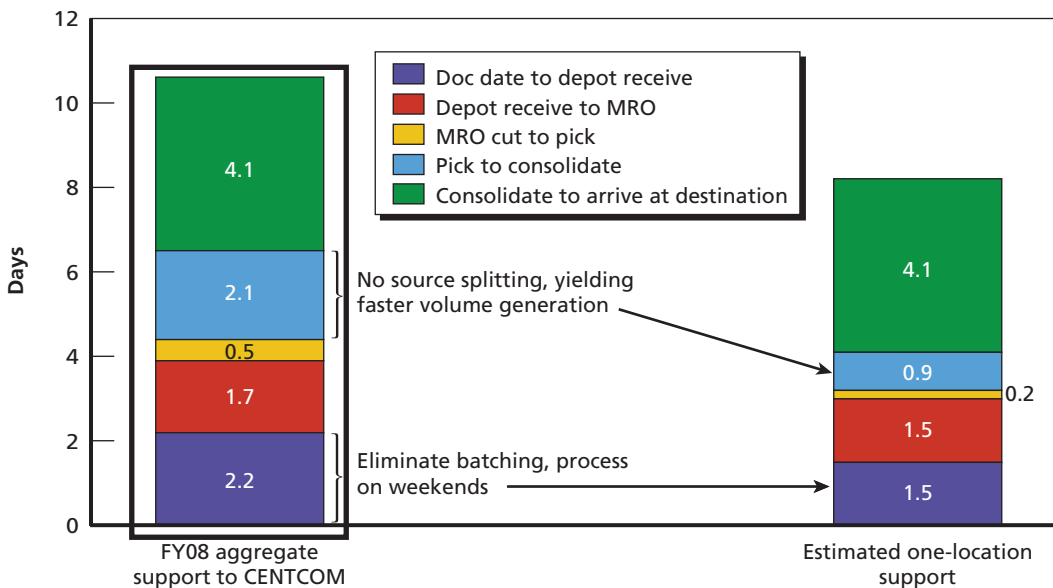 12
10
8
6
4
2
0
Days
Doc date to depot receive
Depot receive to MRO
MRO cut to pick
Pick to consolidate
Consolidate to arrive at destination
4.1
2.1
0.5
1.7
2.2
No source splitting, yielding
faster volume generation
Eliminate batching, process
on weekends
4.1
0.9
0.2
1.5
1.5
FY08 aggregate
support to CENTCOM
Estimated one-location
support